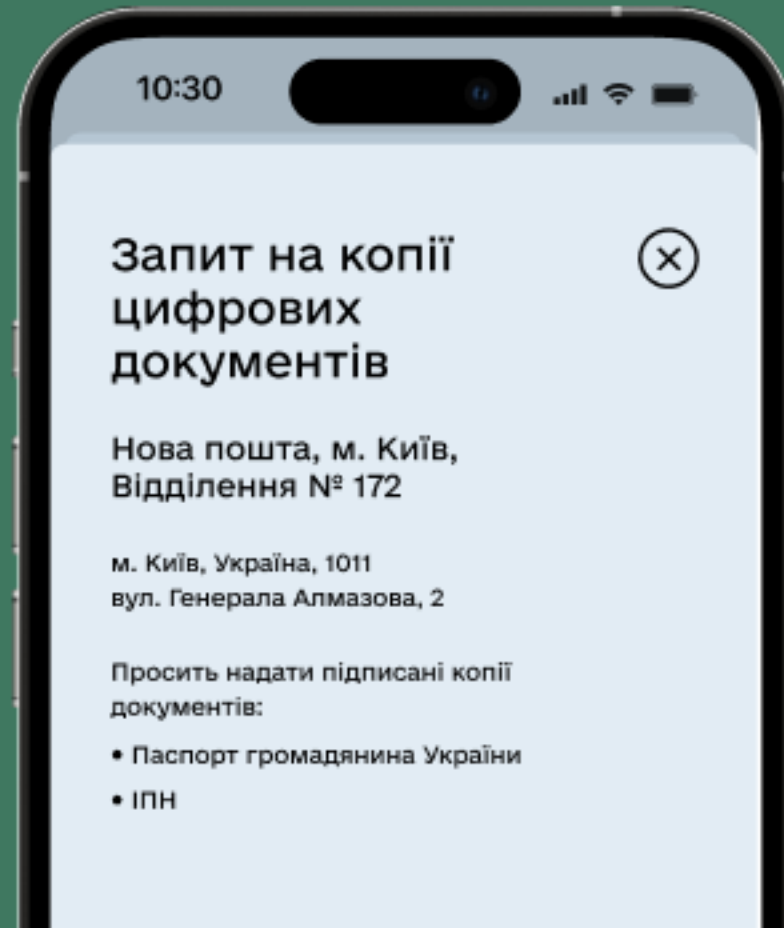 10:30
Запит на копії
цифрових
документів
Нова пошта, м. Київ,
Відділення № 172
м. Київ, Україна, 1011
вул. Генерала Алмазова, 2
Просить надати підписані копії
документів:
• Паспорт громадянина України
• ІПН